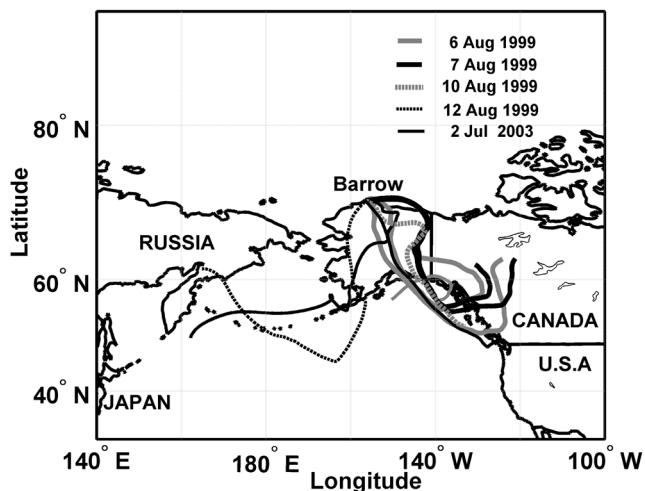 6 Aug 1999
7 Aug 1999
10 Aug 1999
12 Aug 1999
2 Jul 2003
80° N
Barrow
Latitude
RUSSIA
60° N
CANADA
U.S.A
40° N
JAPAN
140° E
180° E
140° W
100° W
Longitude